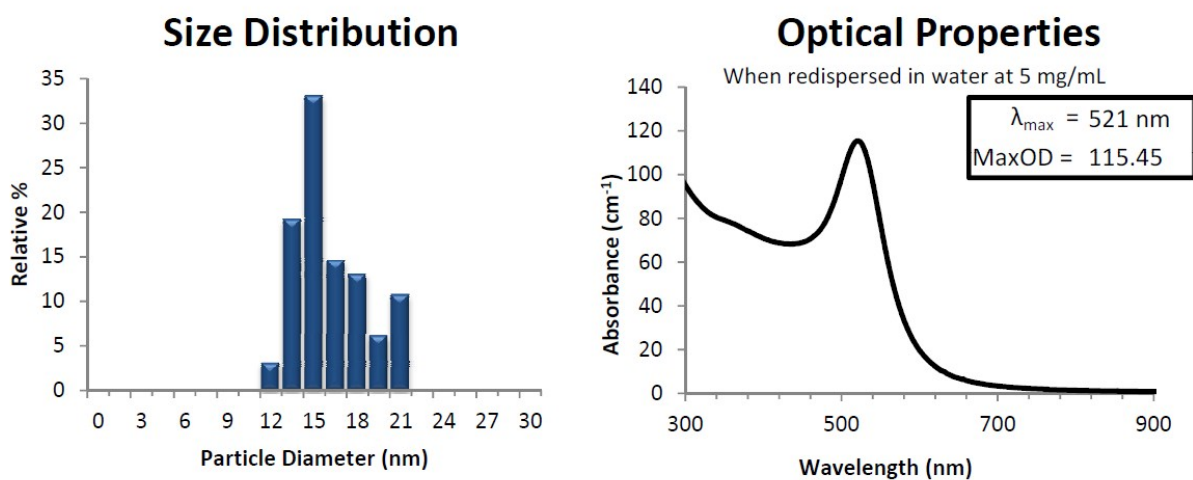 Size Distribution
35
30
25
20
15
10
5
0
Relative %
0 3 6 9 12 15 18 21 24 27 30
Particle Diameter (nm)
Optical Properties
When redispersed in water at 5 mg/mL
λmax = 521 nm
MaxOD = 115.45
140
120
100
80
60
40
20
0
Absorbance (cm-1)
300 500 700 900
Wavelength (nm)